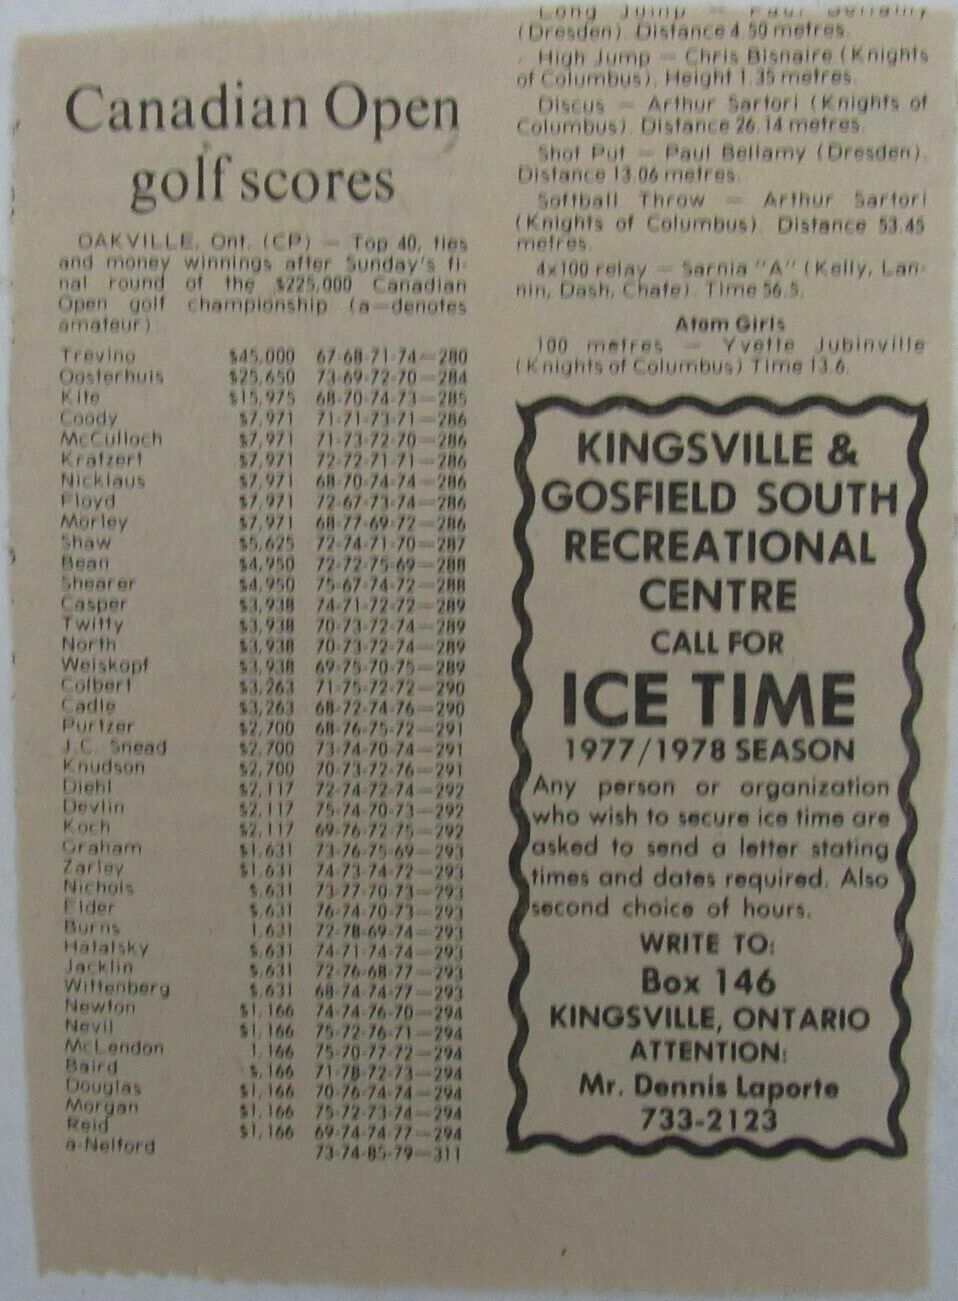 Canadian Open
golf scores
OAKVILLE, Ont. (CP) — Top 40, ties
and money winnings after Sunday's fi-
nal round of the $225,000 Canadian
Open golf championship (a—denotes
amateur)
Trevino $45,000 67-68-71-74—280
Oosterhuis $25,650 73-69-72-70—284
Kite $15,975 68-70-74-73—285
Coody $7,971 71-71-73-71—286
McCulloch $7,971 71-73-72-70—286
Kratzert $7,971 72-72-71-71—286
Nicklaus $7,971 68-70-74-74—286
Floyd $7,971 72-67-73-74—286
Morley $7,971 68-77-69-72—286
Shaw $5,625 72-74-71-70—287
Bean $4,950 72-72-75-69—288
Shearer $4,950 75-67-74-72—288
Casper $3,938 74-71-72-72—289
Twitty $3,938 70-73-72-74—289
North $3,938 70-73-72-74—289
Weiskopf $3,938 69-75-70-75—289
Colbert $3,263 71-75-72-72—290
Cadle $3,263 68-72-74-76—290
Purtzer $2,700 68-76-75-72—291
J.C. Snead $2,700 73-74-70-74—291
Knudson $2,700 70-73-72-76—291
Diehl $2,117 72-74-72-74—292
Devlin $2,117 75-74-70-73—292
Koch $2,117 69-76-72-75—292
Graham $1,631 73-76-75-69—293
Zarley $1,631 74-73-74-72—293
Nichols $,631 73-77-70-73—293
Elder $,631 76-74-70-73—293
Burns 1,631 72-78-69-74—293
Hatalsky $,631 74-71-74-74—293
Jacklin $,631 72-76-68-77—293
Wittenberg $,631 68-74-74-77—293
Newton $1,166 74-74-76-70—294
Nevil $1,166 75-72-76-71—294
McLendon 1,166 75-70-77-72—294
Baird $,166 71-78-72-73—294
Douglas $1,166 70-76-74-74—294
Morgan $1,166 75-72-73-74—294
Reid $1,166 69-74-74-77—294
a-Nelford 73-74-85-79—311
Long Jump — Paul Bellamy
(Dresden). Distance 4.50 metres.
High Jump — Chris Bisnaire (Knights
of Columbus), Height 1.35 metres.
Discus — Arthur Sartori (Knights of
Columbus). Distance 26.14 metres.
Shot Put — Paul Bellamy (Dresden).
Distance 13.06 metres.
Softball Throw — Arthur Sartori
(Knights of Columbus). Distance 53.45
metres.
4x100 relay — Sarnia "A" (Kelly, Lan-
nin, Dash, Chafe). Time 56.5.
Atom Girls
100 metres — Yvette Jubinville
(Knights of Columbus) Time 13.6.
KINGSVILLE &
GOSFIELD SOUTH
RECREATIONAL
CENTRE
CALL FOR
ICE TIME
1977/1978 SEASON
Any person or organization
who wish to secure ice time are
asked to send a letter stating
times and dates required. Also
second choice of hours.
WRITE TO:
Box 146
KINGSVILLE, ONTARIO
ATTENTION:
Mr. Dennis Laporte
733-2123